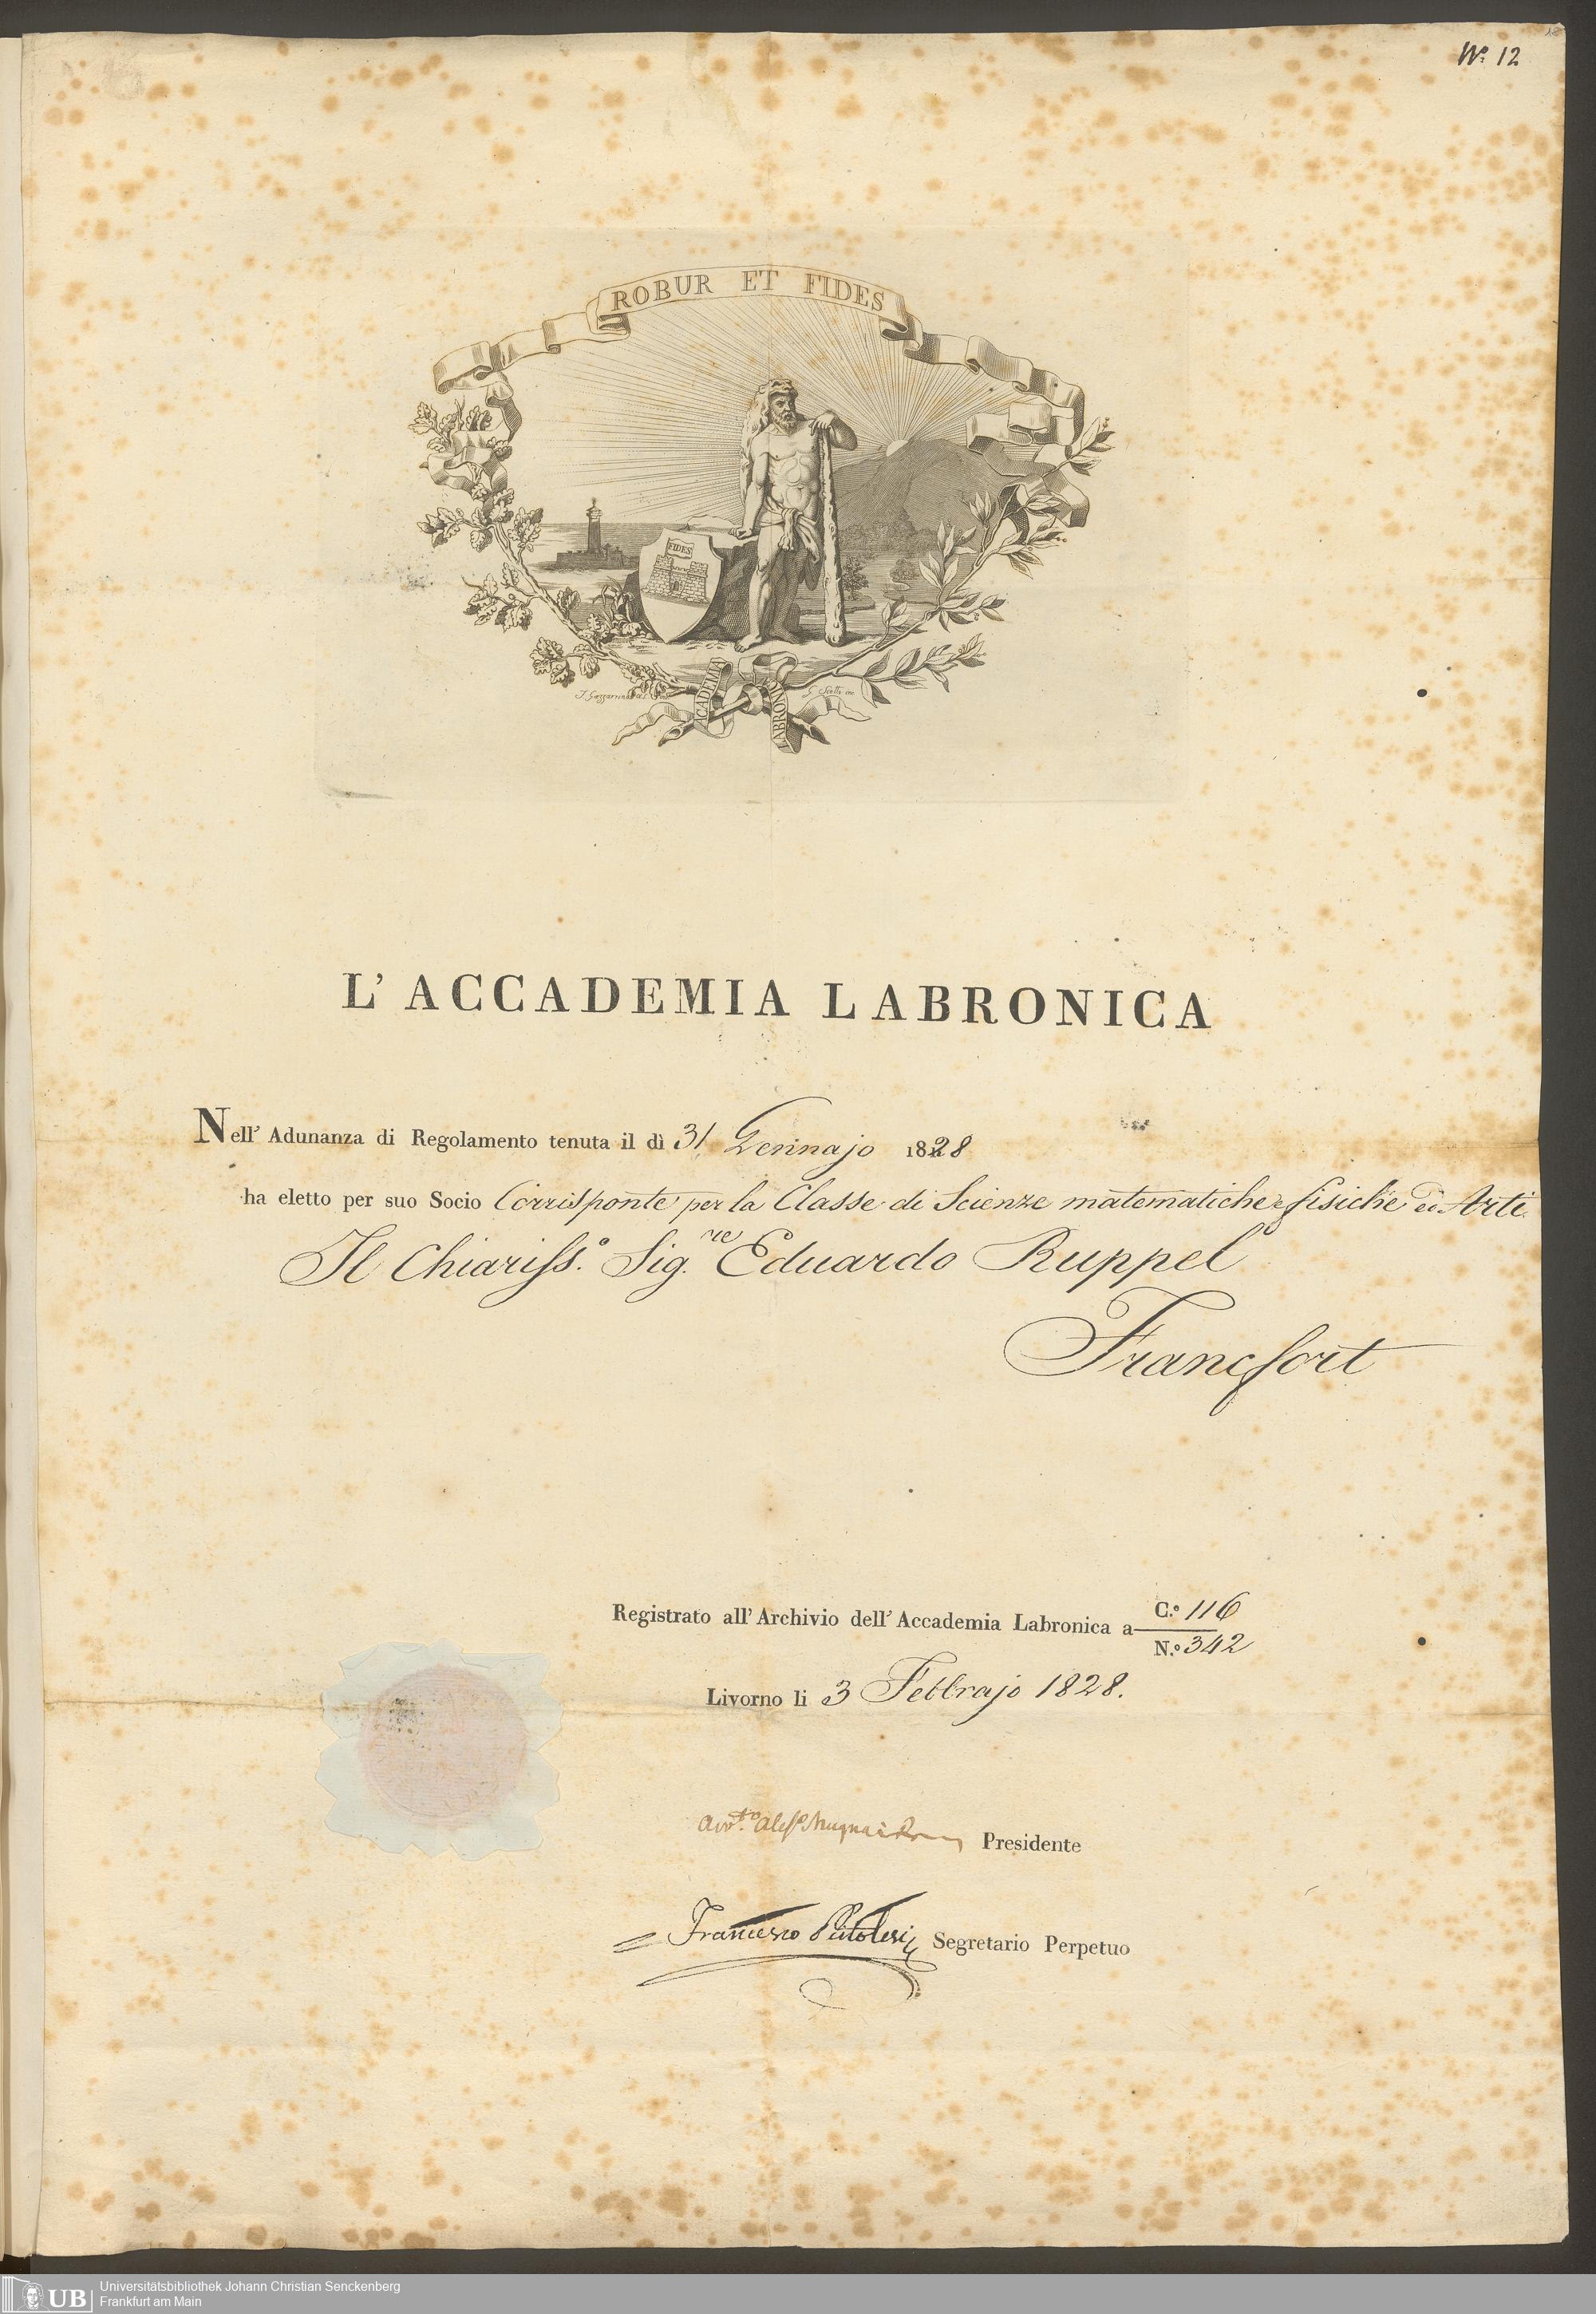 Nº 12
ROBUR ET FIDES
FIDES
ACCADEMIA LABRONICA
L'ACCADEMIA LABRONICA
Nell' Adunanza di Regolamento tenuta il dì 31 Gennajo 1828
ha eletto per suo Socio Corrisponte per la Classe di Scienze matematiche e fisiche ed Arti
Il Chiariss.º Sig.re Eduardo Ruppel
Francfort
Registrato all' Archivio dell' Accademia Labronica a C.º 116
N.º 342
Livorno li 3 Febbrajo 1828.
Presidente
Francesco Segretario Perpetuo
UB Universitätsbibliothek Johann Christian Senckenberg
Frankfurt am Main